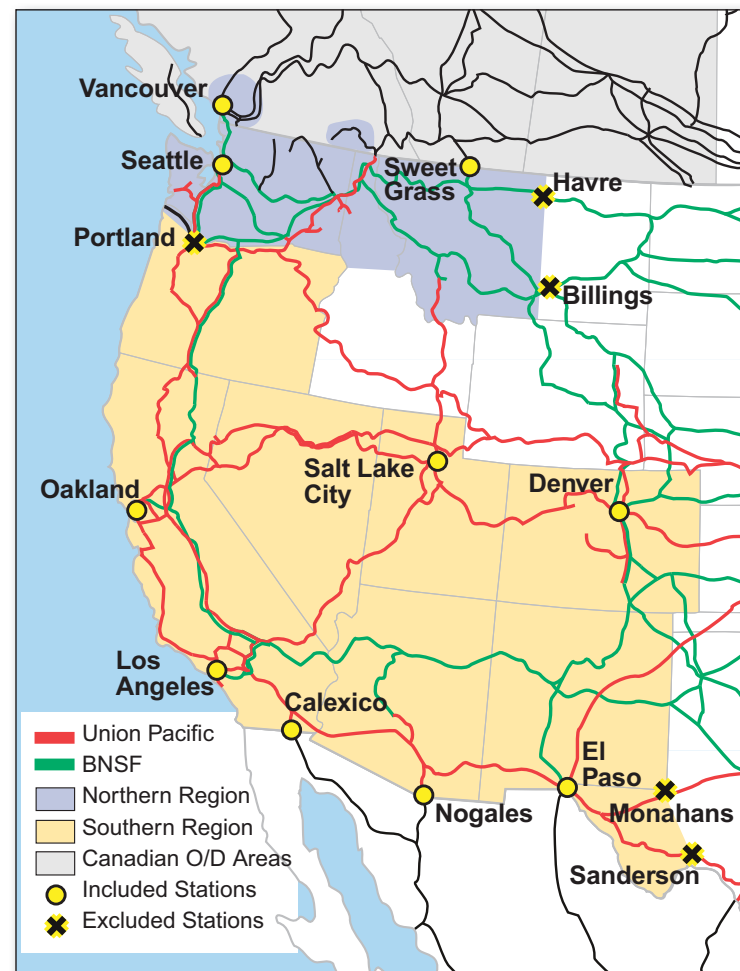 Vancouver
Seattle
Sweet
Grass
Havre
Portland
Billings
Salt Lake
City
Denver
Oakland
Los
Angeles
Calexico
El
Paso
Nogales
Monahans
Sanderson
Union Pacific
BNSF
Northern Region
Southern Region
Canadian O/D Areas
Included Stations
Excluded Stations